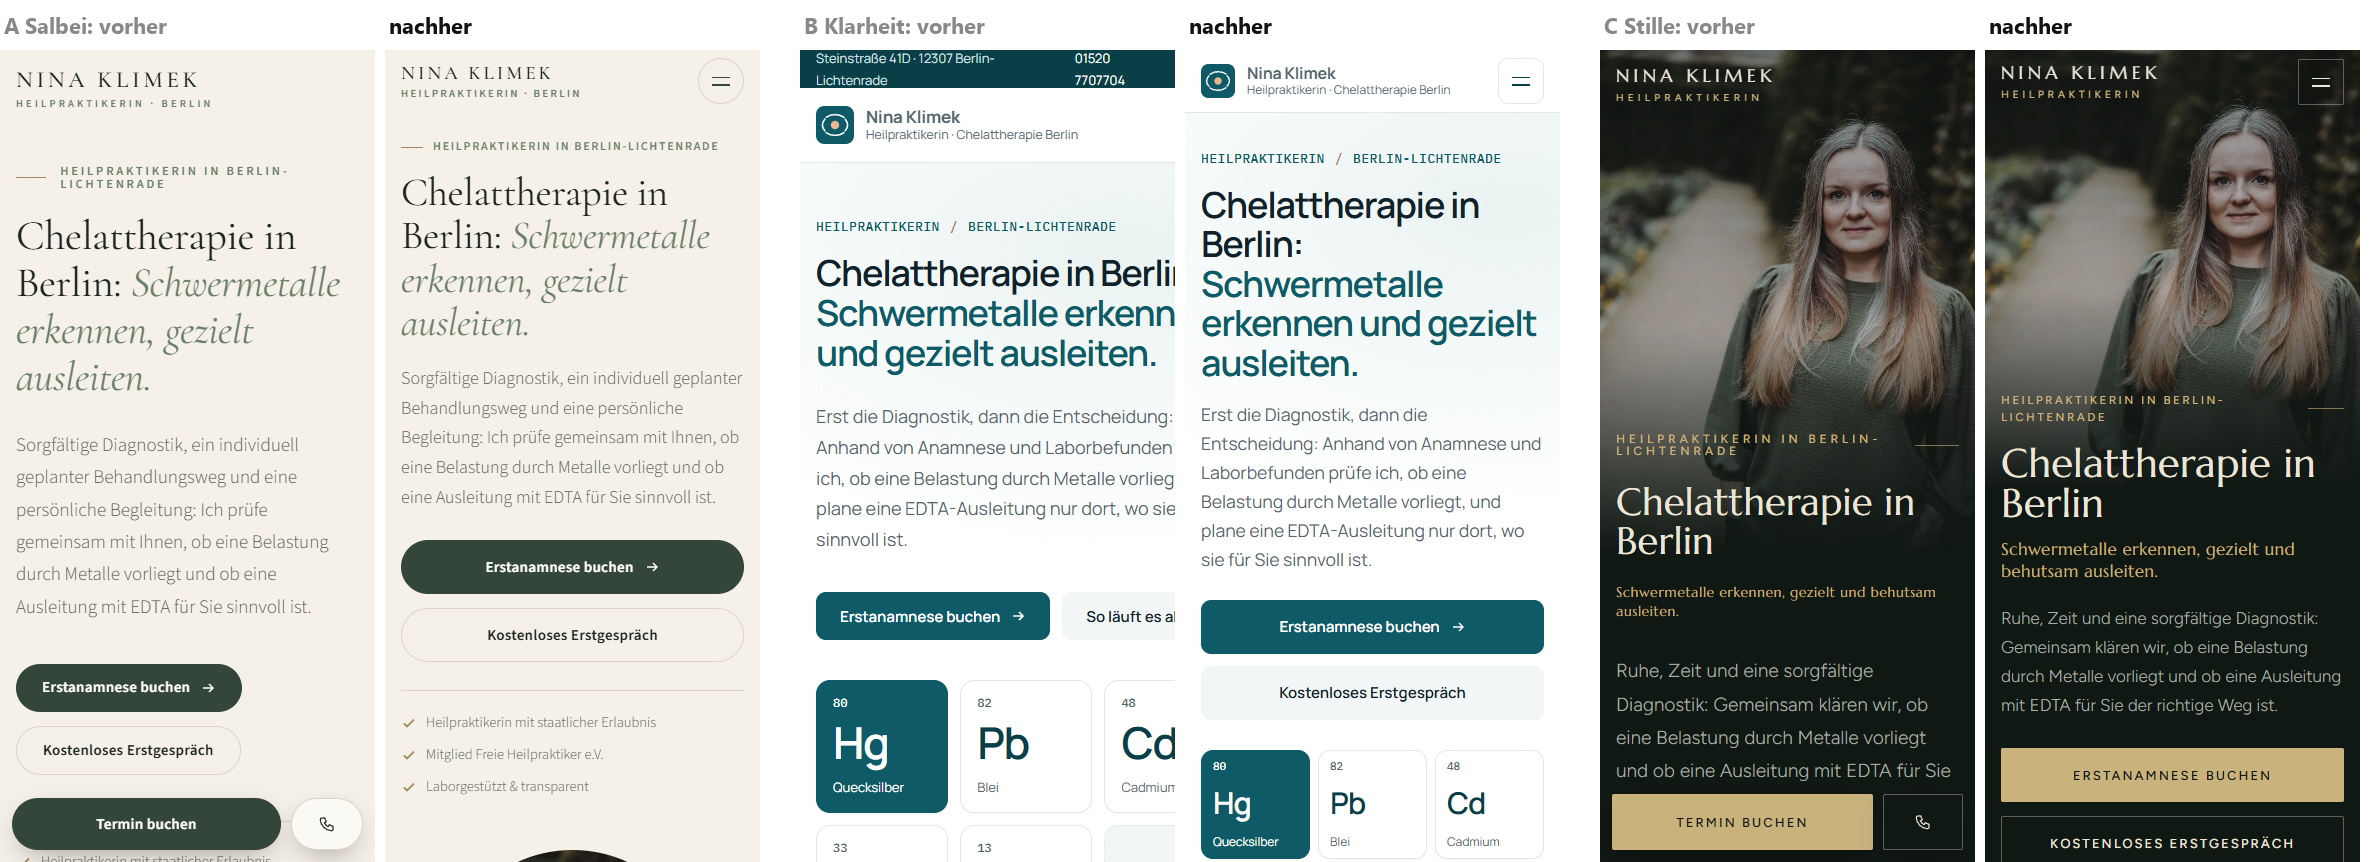 A Salbei: vorher
NINA KLIMEK
HEILPRAKTIKERIN · BERLIN
HEILPRAKTIKERIN IN BERLIN-
LICHTENRADE
Chelattherapie in
Berlin: Schwermetalle
erkennen, gezielt
ausleiten.
Sorgfältige Diagnostik, ein individuell
geplanter Behandlungsweg und eine
persönliche Begleitung: Ich prüfe
gemeinsam mit Ihnen, ob eine Belastung
durch Metalle vorliegt und ob eine
Ausleitung mit EDTA für Sie sinnvoll ist.
Erstanamnese buchen →
Kostenloses Erstgespräch
Termin buchen
Heilpraktikerin mit staatlicher Erlaubnis
nachher
NINA KLIMEK
HEILPRAKTIKERIN · BERLIN
HEILPRAKTIKERIN IN BERLIN-LICHTENRADE
Chelattherapie in
Berlin: Schwermetalle
erkennen, gezielt
ausleiten.
Sorgfältige Diagnostik, ein individuell geplanter
Behandlungsweg und eine persönliche
Begleitung: Ich prüfe gemeinsam mit Ihnen, ob
eine Belastung durch Metalle vorliegt und ob
eine Ausleitung mit EDTA für Sie sinnvoll ist.
Erstanamnese buchen →
Kostenloses Erstgespräch
Heilpraktikerin mit staatlicher Erlaubnis
Mitglied Freie Heilpraktiker e.V.
Laborgestützt & transparent
B Klarheit: vorher
Steinstraße 41D · 12307 Berlin-
Lichtenrade
01520
7707704
Nina Klimek
Heilpraktikerin · Chelattherapie Berlin
HEILPRAKTIKERIN / BERLIN-LICHTENRADE
Chelattherapie in Berlin
Schwermetalle erkenn
und gezielt ausleiten.
Erst die Diagnostik, dann die Entscheidung:
Anhand von Anamnese und Laborbefunden
ich, ob eine Belastung durch Metalle vorlieg
plane eine EDTA-Ausleitung nur dort, wo sie
sinnvoll ist.
Erstanamnese buchen →
So läuft es a
80
Hg
Quecksilber
82
Pb
Blei
48
Cd
Cadmium
33
13
nachher
Nina Klimek
Heilpraktikerin · Chelattherapie Berlin
HEILPRAKTIKERIN / BERLIN-LICHTENRADE
Chelattherapie in
Berlin:
Schwermetalle
erkennen und gezielt
ausleiten.
Erst die Diagnostik, dann die
Entscheidung: Anhand von Anamnese und
Laborbefunden prüfe ich, ob eine
Belastung durch Metalle vorliegt, und
plane eine EDTA-Ausleitung nur dort, wo
sie für Sie sinnvoll ist.
Erstanamnese buchen →
Kostenloses Erstgespräch
80
Hg
Quecksilber
82
Pb
Blei
48
Cd
Cadmium
C Stille: vorher
NINA KLIMEK
HEILPRAKTIKERIN
HEILPRAKTIKERIN IN BERLIN-
LICHTENRADE
Chelattherapie in
Berlin
Schwermetalle erkennen, gezielt und behutsam
ausleiten.
Ruhe, Zeit und eine sorgfältige
Diagnostik: Gemeinsam klären wir, ob
eine Belastung durch Metalle vorliegt
und ob eine Ausleitung mit EDTA für Sie
TERMIN BUCHEN
nachher
NINA KLIMEK
HEILPRAKTIKERIN
HEILPRAKTIKERIN IN BERLIN-
LICHTENRADE
Chelattherapie in
Berlin
Schwermetalle erkennen, gezielt und
behutsam ausleiten.
Ruhe, Zeit und eine sorgfältige Diagnostik:
Gemeinsam klären wir, ob eine Belastung
durch Metalle vorliegt und ob eine Ausleitung
mit EDTA für Sie der richtige Weg ist.
ERSTANAMNESE BUCHEN
KOSTENLOSES ERSTGESPRÄCH